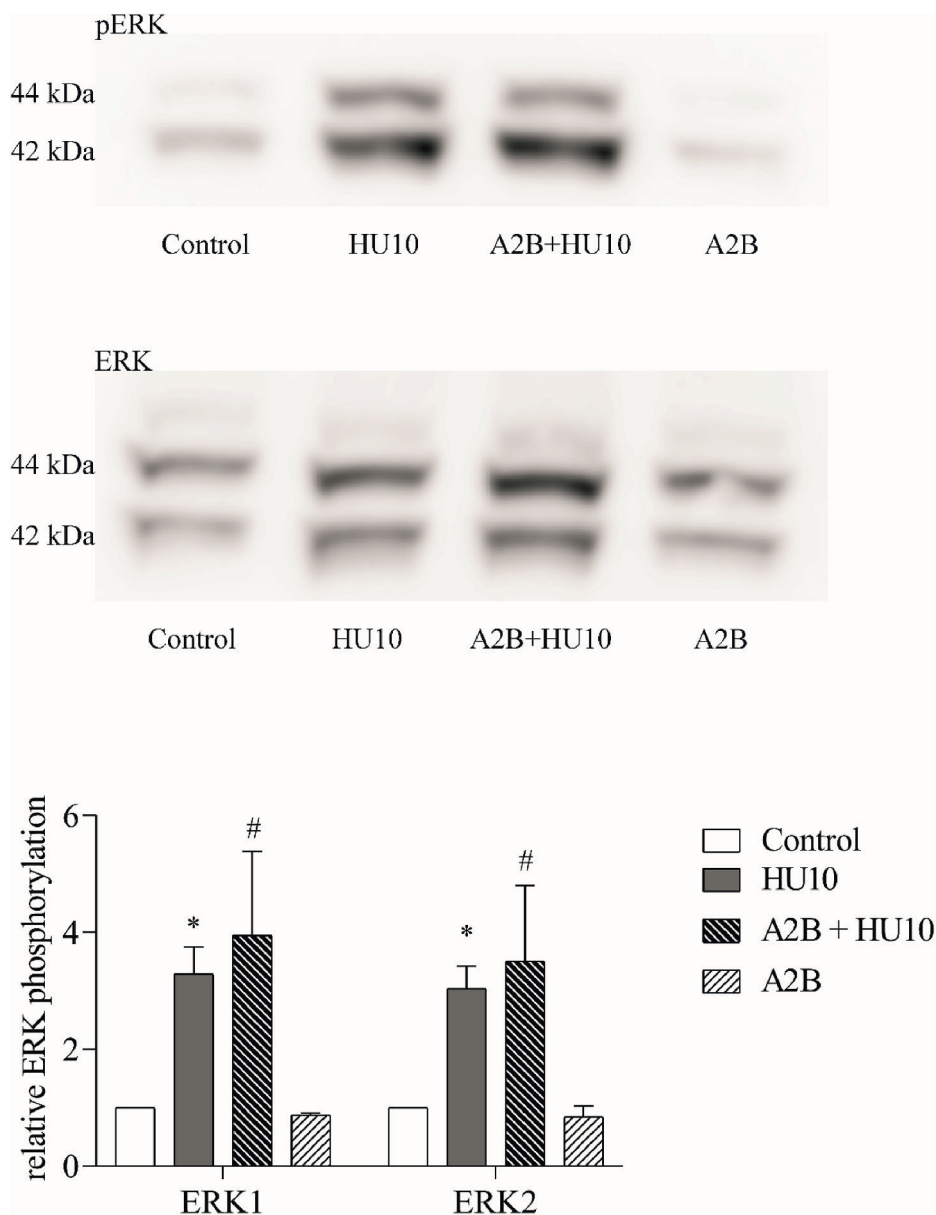 pERK
44 kDa
42 kDa
Control HU10 A2B+HU10 A2B
ERK
44 kDa
42 kDa
Control HU10 A2B+HU10 A2B
relative ERK phosphorylation
6
4
2
0
* # * #
ERK1 ERK2
Control
HU10
A2B + HU10
A2B